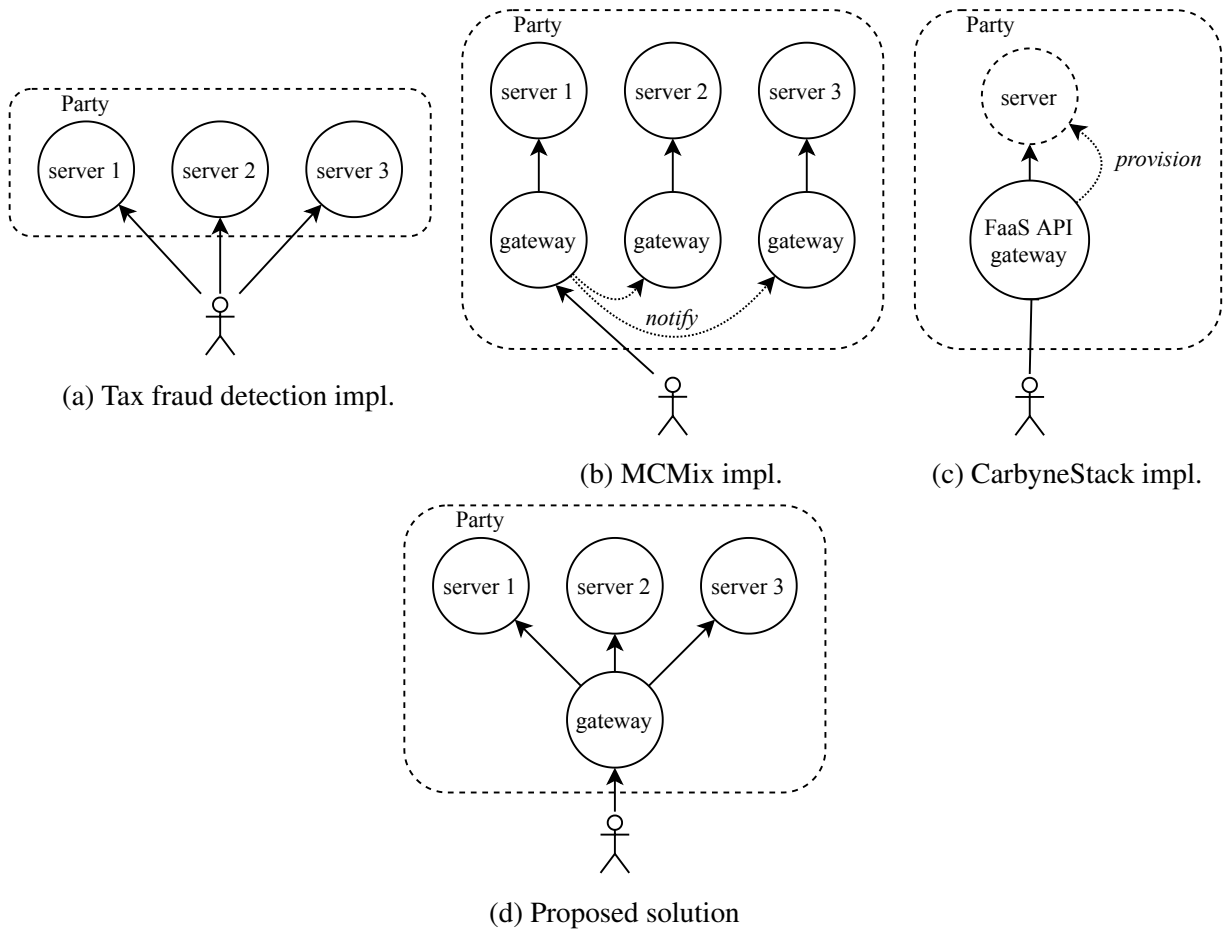 Party
server 1
server 2
server 3
(a) Tax fraud detection impl.
Party
server 1
server 2
server 3
gateway
gateway
gateway
notify
(b) MCMix impl.
Party
server
provision
FaaS API
gateway
(c) CarbyneStack impl.
Party
server 1
server 2
server 3
gateway
(d) Proposed solution